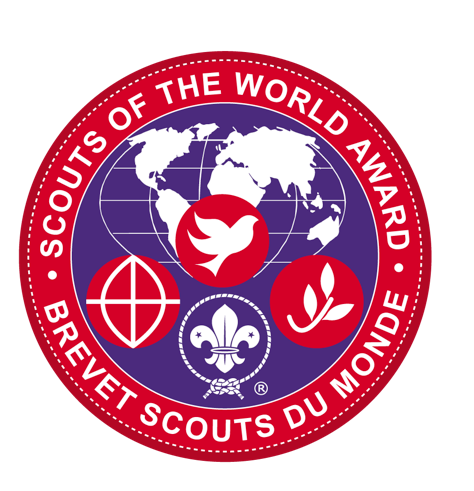 SCOUTS OF THE WORLD AWARD
• BREVET SCOUTS DU MONDE •
®